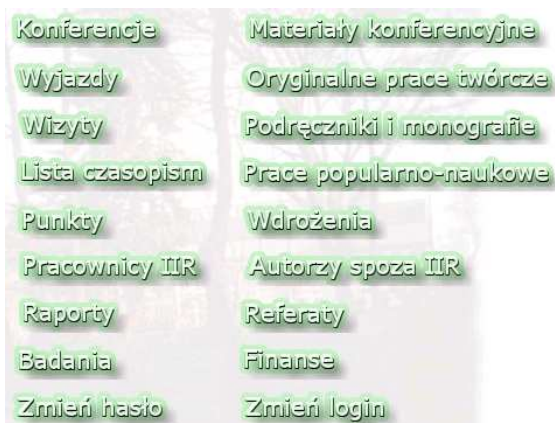 Konferencje Materiały konferencyjne
Wyjazdy Oryginalne prace twórcze
Wizyty Podręczniki i monografie
Lista czasopism Prace popularno-naukowe
Punkty Wdrożenia
Pracownicy IIR Autorzy spoza IIR
Raporty Referaty
Badania Finanse
Zmień hasło Zmień login